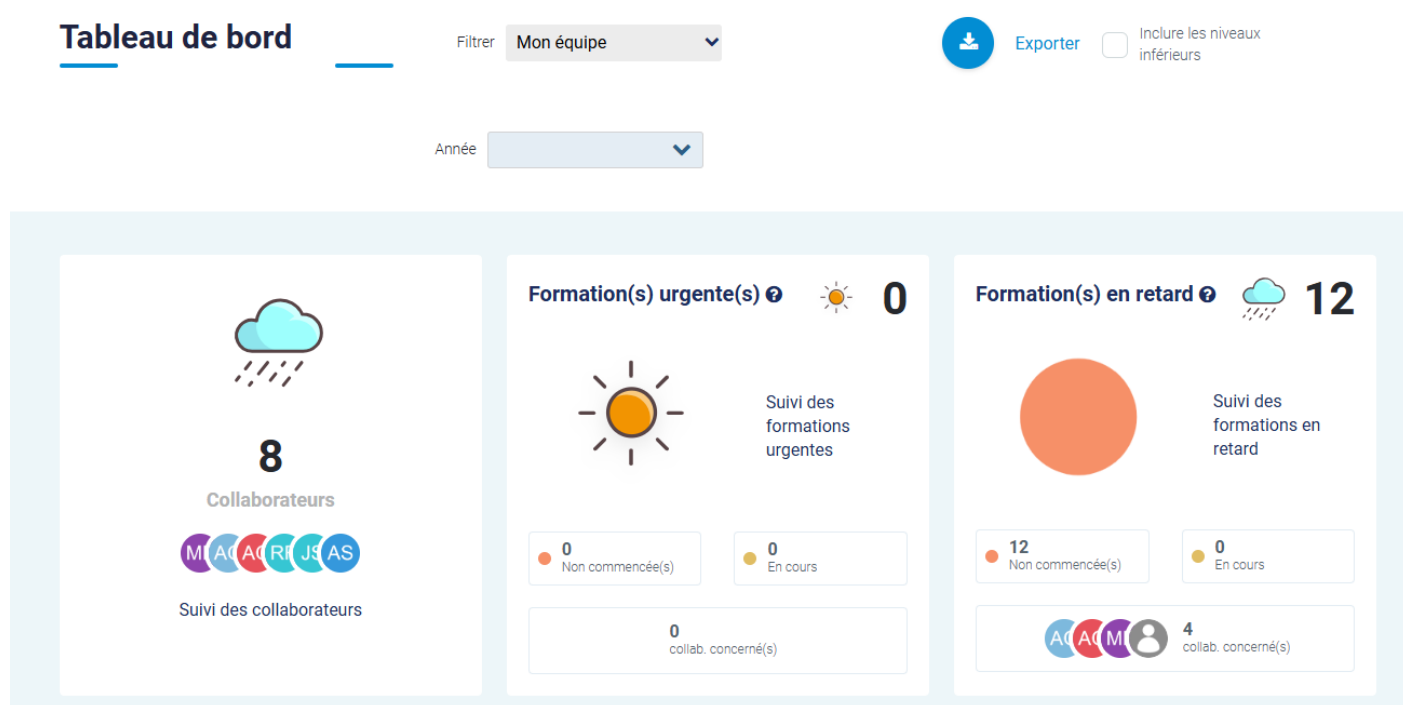 Tableau de bord
Filtrer Mon équipe
Exporter
Inclure les niveaux
inférieurs
Année
8
Collaborateurs
AS
Suivi des collaborateurs
Formation(s) urgente(s) ? 0
Suivi des
formations
urgentes
0
Non commencée(s)
0
En cours
0
collab. concerné(s)
Formation(s) en retard ? 12
Suivi des
formations en
retard
12
Non commencée(s)
0
En cours
4
collab. concerné(s)